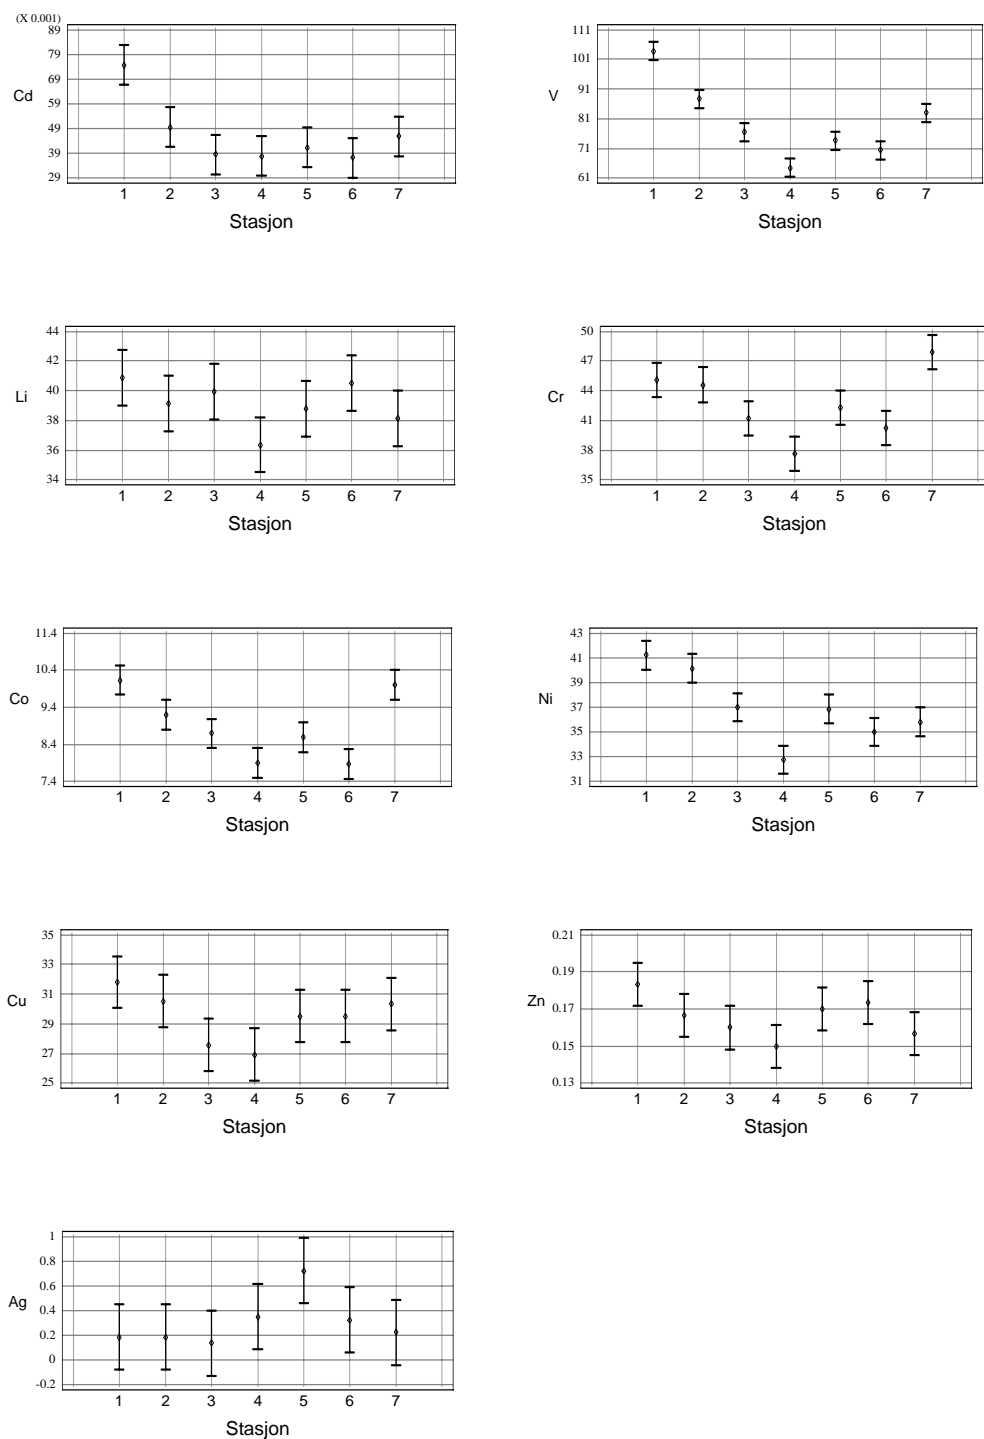 (X 0.001)
89
79
69
Cd
59
49
39
29
1 2 3 4 5 6 7
Stasjon
111
101
V
91
81
71
61
1 2 3 4 5 6 7
Stasjon
44
42
Li
40
38
36
34
1 2 3 4 5 6 7
Stasjon
50
47
Cr
44
41
38
35
1 2 3 4 5 6 7
Stasjon
11.4
10.4
Co
9.4
8.4
7.4
1 2 3 4 5 6 7
Stasjon
43
41
39
Ni
37
35
33
31
1 2 3 4 5 6 7
Stasjon
35
33
Cu
31
29
27
25
1 2 3 4 5 6 7
Stasjon
0.21
0.19
Zn
0.17
0.15
0.13
1 2 3 4 5 6 7
Stasjon
1
0.8
0.6
Ag
0.4
0.2
0
-0.2
1 2 3 4 5 6 7
Stasjon